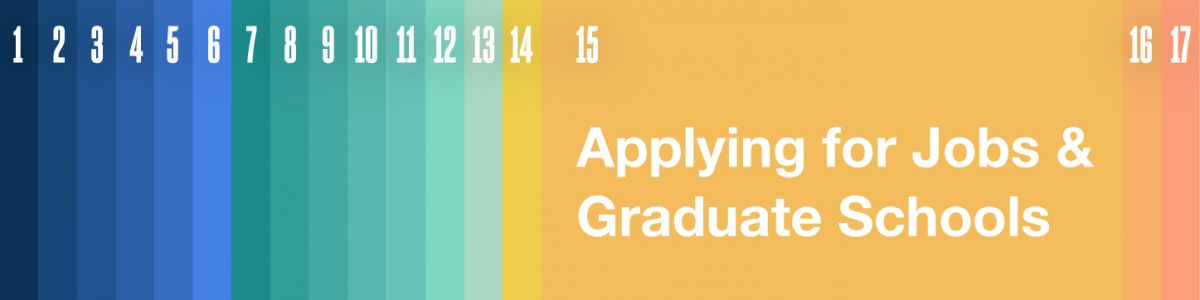 1 2 3 4 5 6 7 8 9 10 11 12 13 14 15 16 17
Applying for Jobs &
Graduate Schools